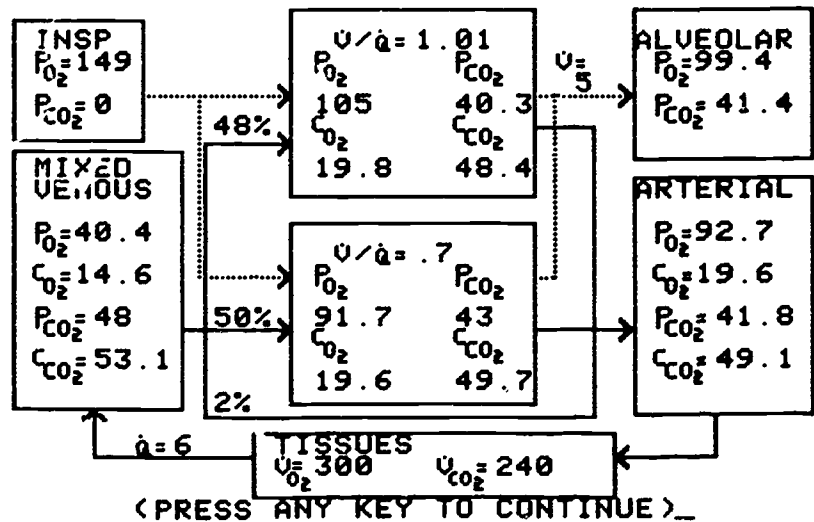 INSP
PO2=149
PCO2=0
V̇/Q̇=1.01
PO2 PCO2
105 40.3
CO2 CCO2
19.8 48.4
V̇=
5
ALVEOLAR
PO2=99.4
PCO2=41.4
48%
MIXED
VENOUS
PO2=40.4
CO2=14.6
PCO2=48
CCO2=53.1
V̇/Q̇= .7
PO2 PCO2
91.7 43
CO2 CCO2
19.6 49.7
50%
2%
ARTERIAL
PO2=92.7
CO2=19.6
PCO2=41.8
CCO2=49.1
Q̇=6
TISSUES
V̇O2=300 V̇CO2=240
(PRESS ANY KEY TO CONTINUE)_